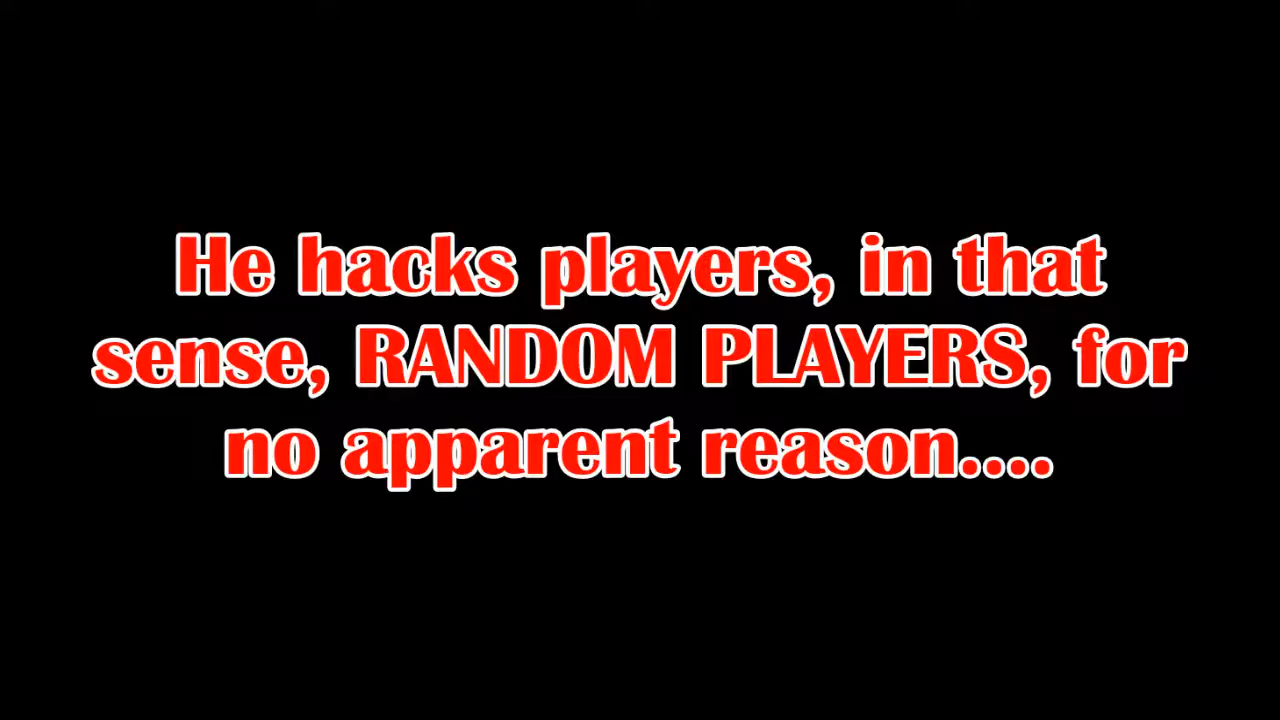 He hacks players, in that
sense, RANDOM PLAYERS, for
no apparent reason....